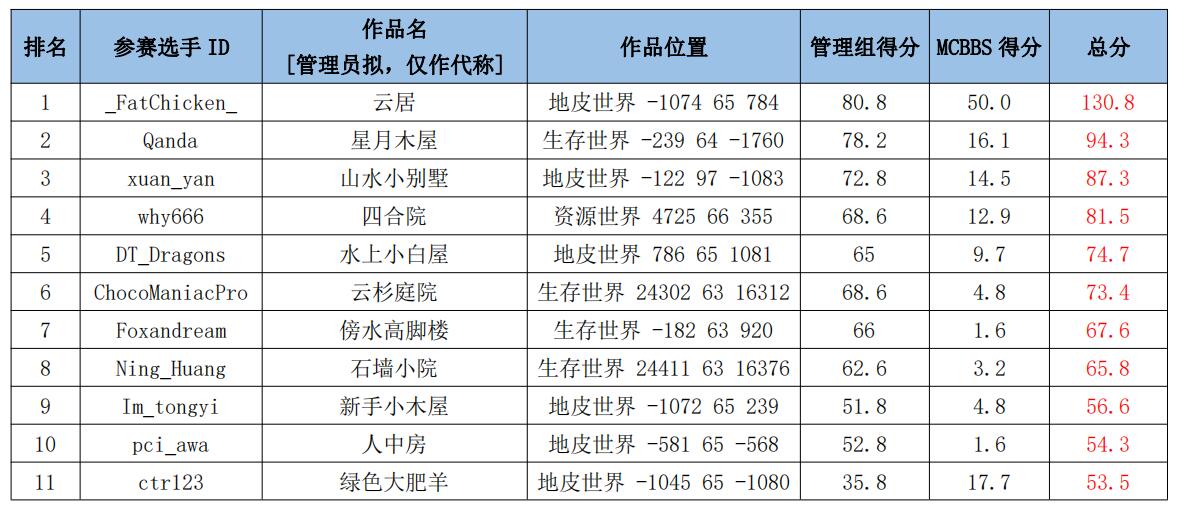 排名 参赛选手 ID 作品名 [管理员拟, 仅作代称] 作品位置 管理组得分 MCBBS 得分 总分
1 _FatChicken_ 云居 地皮世界 -1074 65 784 80.8 50.0 130.8
2 Qanda 星月木屋 生存世界 -239 64 -1760 78.2 16.1 94.3
3 xuan_yan 山水小别墅 地皮世界 -122 97 -1083 72.8 14.5 87.3
4 why666 四合院 资源世界 4725 66 355 68.6 12.9 81.5
5 DT_Dragons 水上小白屋 地皮世界 786 65 1081 65 9.7 74.7
6 ChocoManiacPro 云杉庭院 生存世界 24302 63 16312 68.6 4.8 73.4
7 Foxandream 傍水高脚楼 生存世界 -182 63 920 66 1.6 67.6
8 Ning_Huang 石墙小院 生存世界 24411 63 16376 62.6 3.2 65.8
9 Im_tongyi 新手小木屋 地皮世界 -1072 65 239 51.8 4.8 56.6
10 pci_awa 人中房 地皮世界 -581 65 -568 52.8 1.6 54.3
11 ctr123 绿色大肥羊 地皮世界 -1045 65 -1080 35.8 17.7 53.5